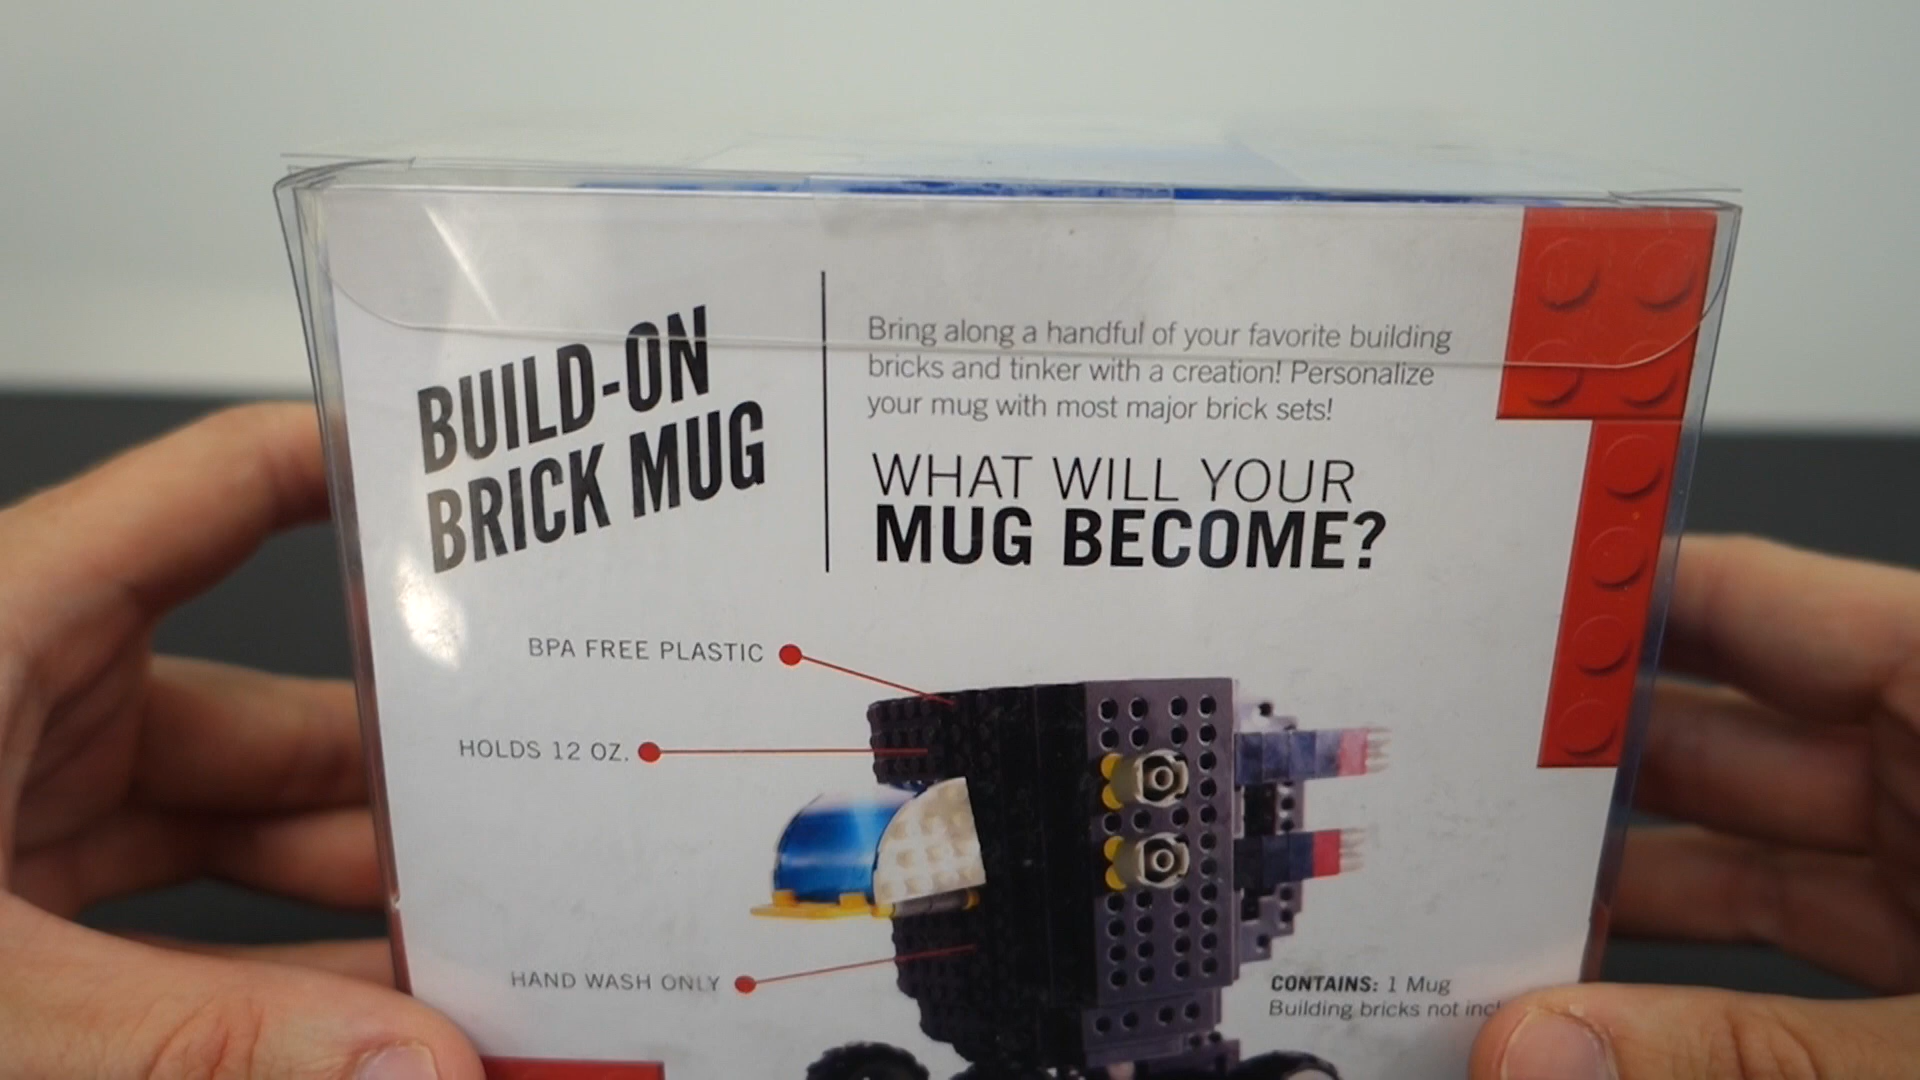 BUILD-ON
BRICK MUG
Bring along a handful of your favorite building
bricks and tinker with a creation! Personalize
your mug with most major brick sets!
WHAT WILL YOUR
MUG BECOME?
BPA FREE PLASTIC
HOLDS 12 OZ.
HAND WASH ONLY
CONTAINS: 1 Mug
Building bricks not